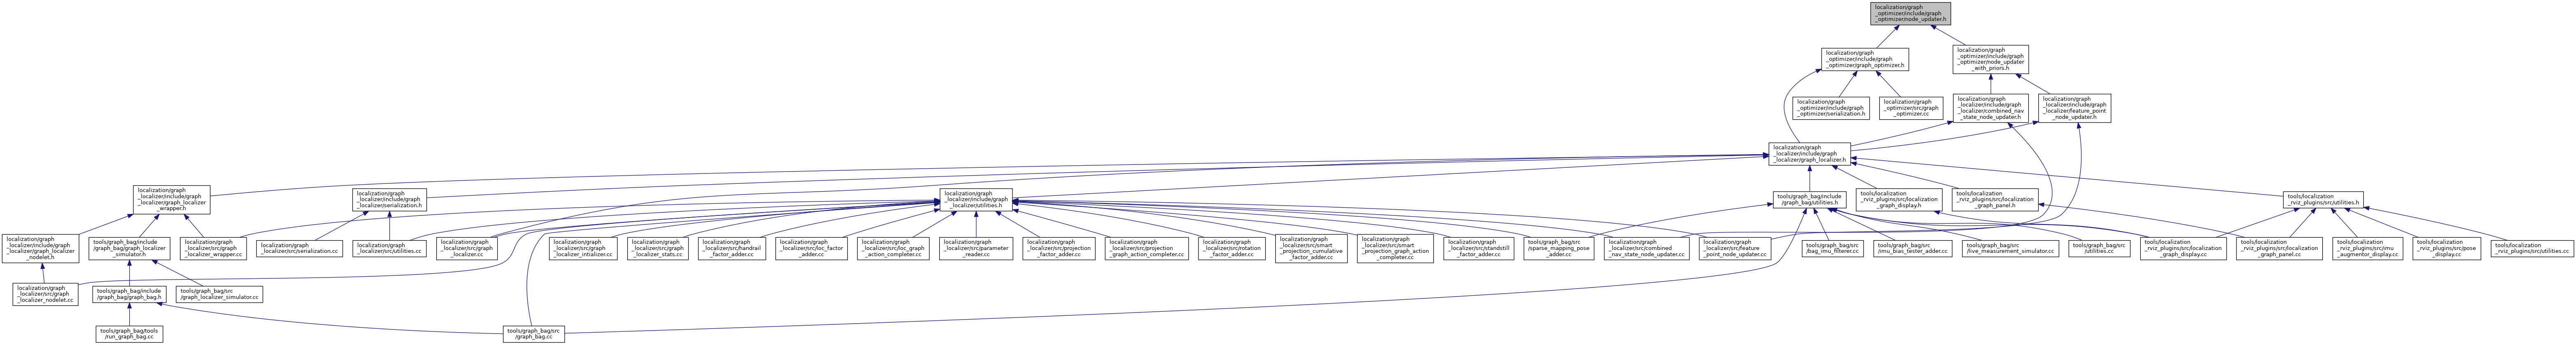 localization/graph
_optimizer/include/graph
_optimizer/node_updater.h
localization/graph
_optimizer/include/graph
_optimizer/graph_optimizer.h
localization/graph
_optimizer/include/graph
_optimizer/node_updater
_with_priors.h
localization/graph
_optimizer/include/graph
_optimizer/serialization.h
localization/graph
_optimizer/src/graph
_optimizer.cc
localization/graph
_localizer/include/graph
_localizer/combined_nav
_state_node_updater.h
localization/graph
_localizer/include/graph
_localizer/feature_point
_node_updater.h
localization/graph
_localizer/include/graph
_localizer/graph_localizer.h
localization/graph
_localizer/include/graph
_localizer/graph_localizer
_wrapper.h
localization/graph
_localizer/include/graph
_localizer/serialization.h
localization/graph
_localizer/include/graph
_localizer/utilities.h
tools/graph_bag/include
/graph_bag/utilities.h
tools/localization
_rviz_plugins/src/localization
_graph_display.h
tools/localization
_rviz_plugins/src/localization
_graph_panel.h
tools/localization
_rviz_plugins/src/utilities.h
localization/graph
_localizer/include/graph
_localizer/graph_localizer
_nodelet.h
tools/graph_bag/include
/graph_bag/graph_localizer
_simulator.h
localization/graph
_localizer/src/graph
_localizer_wrapper.cc
localization/graph
_localizer/src/serialization.cc
localization/graph
_localizer/src/utilities.cc
localization/graph
_localizer/src/graph
_localizer.cc
localization/graph
_localizer/src/graph
_localizer_intializer.cc
localization/graph
_localizer/src/graph
_localizer_stats.cc
localization/graph
_localizer/src/handrail
_factor_adder.cc
localization/graph
_localizer/src/loc_factor
_adder.cc
localization/graph
_localizer/src/loc_graph
_action_completer.cc
localization/graph
_localizer/src/parameter
_reader.cc
localization/graph
_localizer/src/projection
_factor_adder.cc
localization/graph
_localizer/src/projection
_graph_action_completer.cc
localization/graph
_localizer/src/rotation
_factor_adder.cc
localization/graph
_localizer/src/smart
_projection_cumulative
_factor_adder.cc
localization/graph
_localizer/src/smart
_projection_graph_action
_completer.cc
localization/graph
_localizer/src/standstill
_factor_adder.cc
tools/graph_bag/src
/sparse_mapping_pose
_adder.cc
localization/graph
_localizer/src/combined
_nav_state_node_updater.cc
localization/graph
_localizer/src/feature
_point_node_updater.cc
tools/graph_bag/src
/bag_imu_filterer.cc
tools/graph_bag/src
/imu_bias_tester_adder.cc
tools/graph_bag/src
/live_measurement_simulator.cc
tools/graph_bag/src
/utilities.cc
tools/localization
_rviz_plugins/src/localization
_graph_display.cc
tools/localization
_rviz_plugins/src/localization
_graph_panel.cc
tools/localization
_rviz_plugins/src/imu
_augmentor_display.cc
tools/localization
_rviz_plugins/src/pose
_display.cc
tools/localization
_rviz_plugins/src/utilities.cc
localization/graph
_localizer/src/graph
_localizer_nodelet.cc
tools/graph_bag/include
/graph_bag/graph_bag.h
tools/graph_bag/src
/graph_localizer_simulator.cc
tools/graph_bag/tools
/run_graph_bag.cc
tools/graph_bag/src
/graph_bag.cc